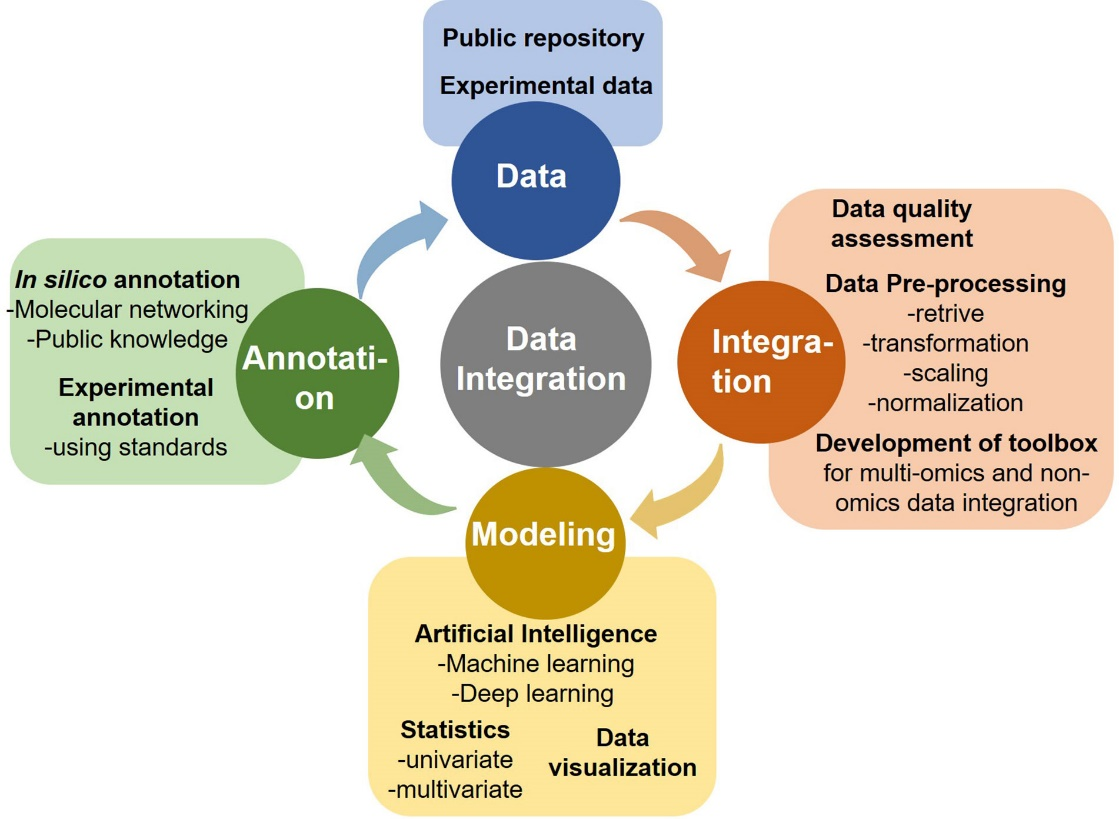 Public repository
Experimental data
Data
Data quality
assessment
Data Pre-processing
-retrive
-transformation
-scaling
-normalization
Development of toolbox
for multi-omics and non-
omics data integration
Integra-
tion
Data
Integration
In silico annotation
-Molecular networking
-Public knowledge
Experimental
annotation
-using standards
Annotati-
on
Modeling
Artificial Intelligence
-Machine learning
-Deep learning
Statistics
-univariate
-multivariate
Data
visualization